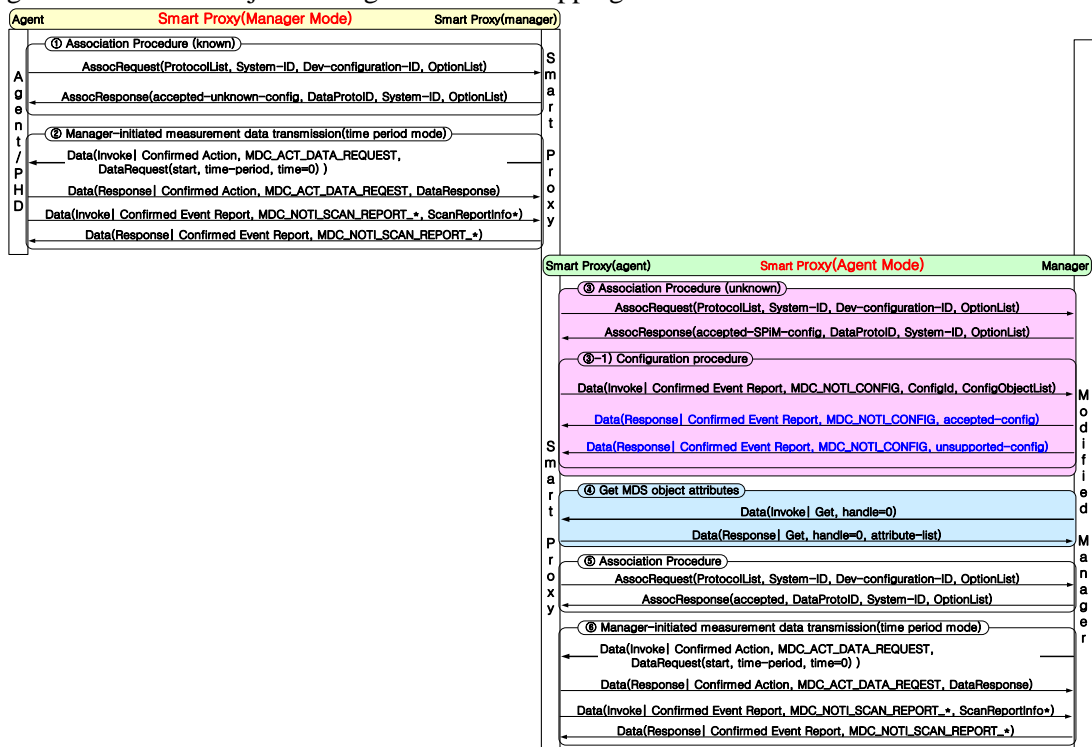 Agent
Smart Proxy(Manager Mode)
Smart Proxy(manager)
① Association Procedure (known)
AssocRequest(ProtocolList, System-ID, Dev-configuration-ID, OptionList)
AssocResponse(accepted-unknown-config, DataProtoID, System-ID, OptionList)
② Manager-initiated measurement data transmission(time period mode)
Data(Invoke| Confirmed Action, MDC_ACT_DATA_REQUEST,
DataRequest(start, time-period, time=0) )
Data(Response| Confirmed Action, MDC_ACT_DATA_REQEST, DataResponse)
Data(Invoke| Confirmed Event Report, MDC_NOTI_SCAN_REPORT_*, ScanReportInfo*)
Data(Response| Confirmed Event Report, MDC_NOTI_SCAN_REPORT_*)
Agent/PHD
Smart Proxy
Smart Proxy(agent)
Smart Proxy(Agent Mode)
Manager
③ Association Procedure (unknown)
AssocRequest(ProtocolList, System-ID, Dev-configuration-ID, OptionList)
AssocResponse(accepted-SPiM-config, DataProtoID, System-ID, OptionList)
③-1) Configuration procedure
Data(Invoke| Confirmed Event Report, MDC_NOTI_CONFIG, ConfigId, ConfigObjectList)
Data(Response| Confirmed Event Report, MDC_NOTI_CONFIG, accepted-config)
Data(Response| Confirmed Event Report, MDC_NOTI_CONFIG, unsupported-config)
④ Get MDS object attributes
Data(Invoke| Get, handle=0)
Data(Response| Get, handle=0, attribute-list)
⑤ Association Procedure
AssocRequest(ProtocolList, System-ID, Dev-configuration-ID, OptionList)
AssocResponse(accepted, DataProtoID, System-ID, OptionList)
⑥ Manager-initiated measurement data transmission(time period mode)
Data(Invoke| Confirmed Action, MDC_ACT_DATA_REQUEST,
DataRequest(start, time-period, time=0) )
Data(Response| Confirmed Action, MDC_ACT_DATA_REQEST, DataResponse)
Data(Invoke| Confirmed Event Report, MDC_NOTI_SCAN_REPORT_*, ScanReportInfo*)
Data(Response| Confirmed Event Report, MDC_NOTI_SCAN_REPORT_*)
Smart Proxy
Modified Manager